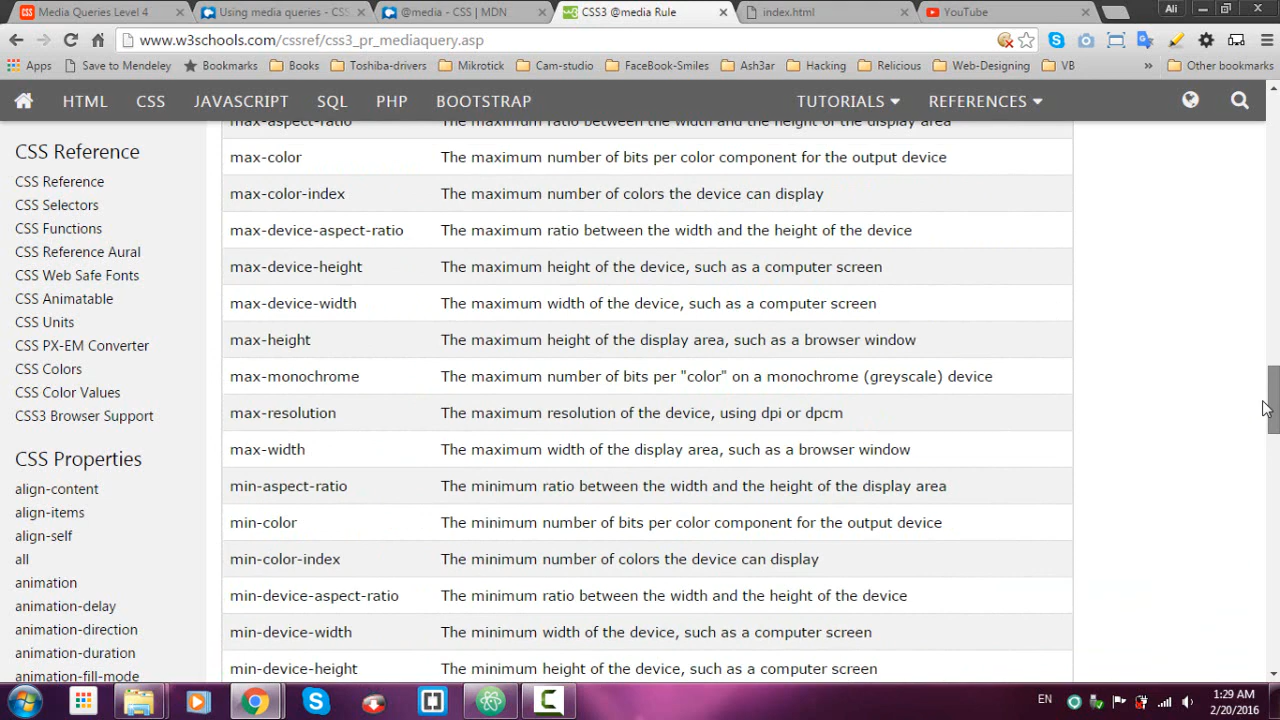 Media Queries Level 4
Using media queries - CSS
@media - CSS | MDN
CSS3 @media Rule
index.html
YouTube
Ali
www.w3schools.com/cssref/css3_pr_mediaquery.asp
Apps
Save to Mendeley
Bookmarks
Books
Toshiba-drivers
Mikrotick
Cam-studio
FaceBook-Smiles
Ash3ar
Hacking
Relicious
Web-Designing
VB
»
Other bookmarks
HTML
CSS
JAVASCRIPT
SQL
PHP
BOOTSTRAP
TUTORIALS
REFERENCES
CSS Reference
CSS Reference
CSS Selectors
CSS Functions
CSS Reference Aural
CSS Web Safe Fonts
CSS Animatable
CSS Units
CSS PX-EM Converter
CSS Colors
CSS Color Values
CSS3 Browser Support
CSS Properties
align-content
align-items
align-self
all
animation
animation-delay
animation-direction
animation-duration
animation-fill-mode
max-aspect-ratio The maximum ratio between the width and the height of the display area
max-color The maximum number of bits per color component for the output device
max-color-index The maximum number of colors the device can display
max-device-aspect-ratio The maximum ratio between the width and the height of the device
max-device-height The maximum height of the device, such as a computer screen
max-device-width The maximum width of the device, such as a computer screen
max-height The maximum height of the display area, such as a browser window
max-monochrome The maximum number of bits per "color" on a monochrome (greyscale) device
max-resolution The maximum resolution of the device, using dpi or dpcm
max-width The maximum width of the display area, such as a browser window
min-aspect-ratio The minimum ratio between the width and the height of the display area
min-color The minimum number of bits per color component for the output device
min-color-index The minimum number of colors the device can display
min-device-aspect-ratio The minimum ratio between the width and the height of the device
min-device-width The minimum width of the device, such as a computer screen
min-device-height The minimum height of the device, such as a computer screen
EN
1:29 AM
2/20/2016